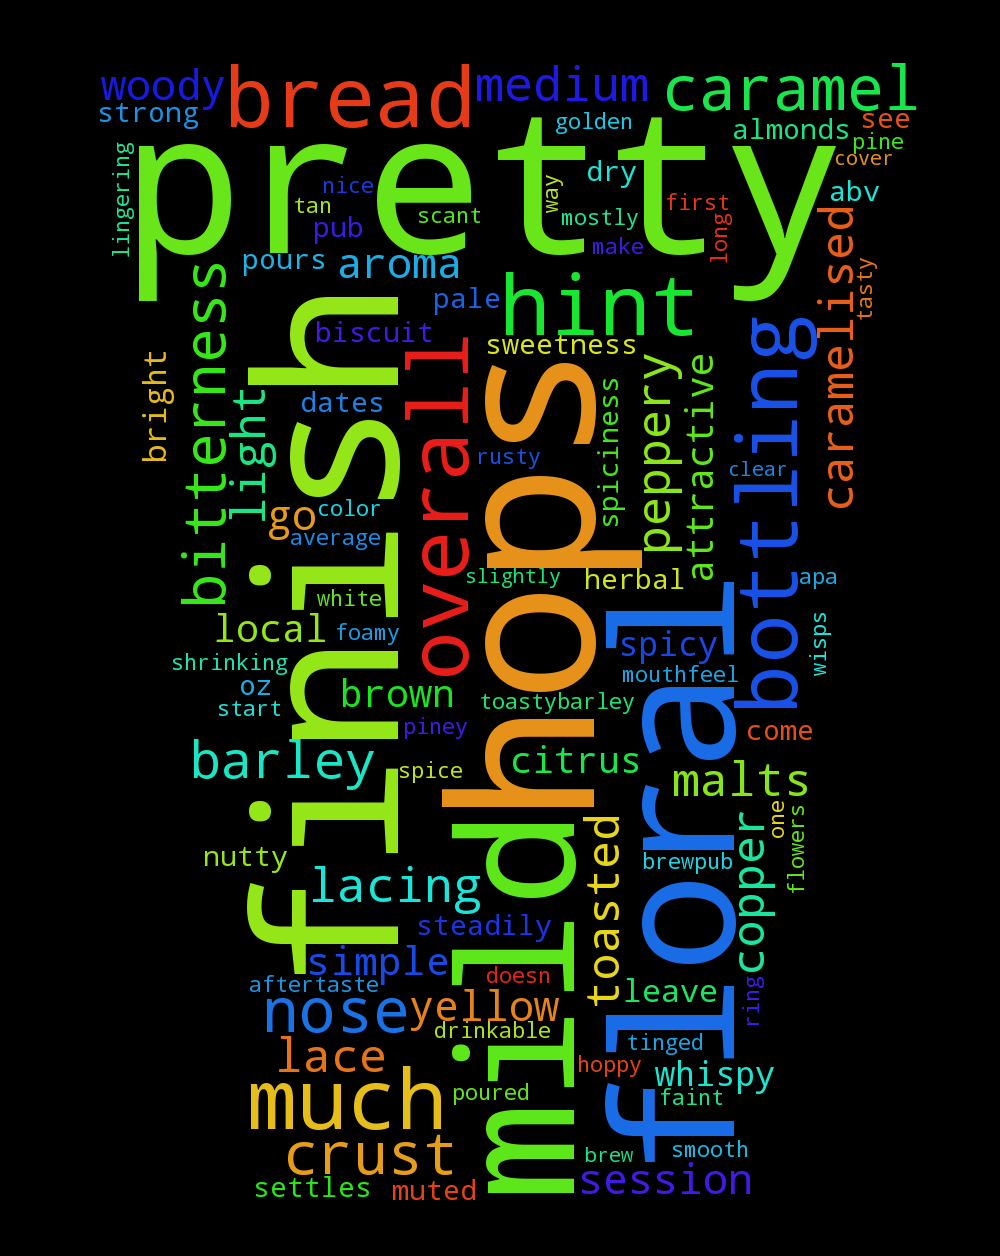 woody
bread
medium
caramel
strong
golden
almonds
see
pine
cover
pretty
lingering
nice
tan
pub
scant
way
dry
mostly
make
first
long
abv
pours
aroma
caramelised
tasty
bitterness
finish
pale
hint
biscuit
sweetness
bright
light
dates
overall
hops
rusty
spiciness
peppery
attractive
bottling
clear
go
color
average
slightly
herbal
apa
white
local
foamy
floral
spicy
wisps
shrinking
oz
start
brown
mouthfeel
toastybarley
piney
come
barley
spice
citrus
malts
nutty
mild
toasted
brewpub
copper
one
flowers
lacing
steadily
simple
doesn
aftertaste
leave
ring
nose
yellow
drinkable
tinged
lace
hoppy
whispy
much
poured
faint
crust
brew
smooth
settles
muted
session